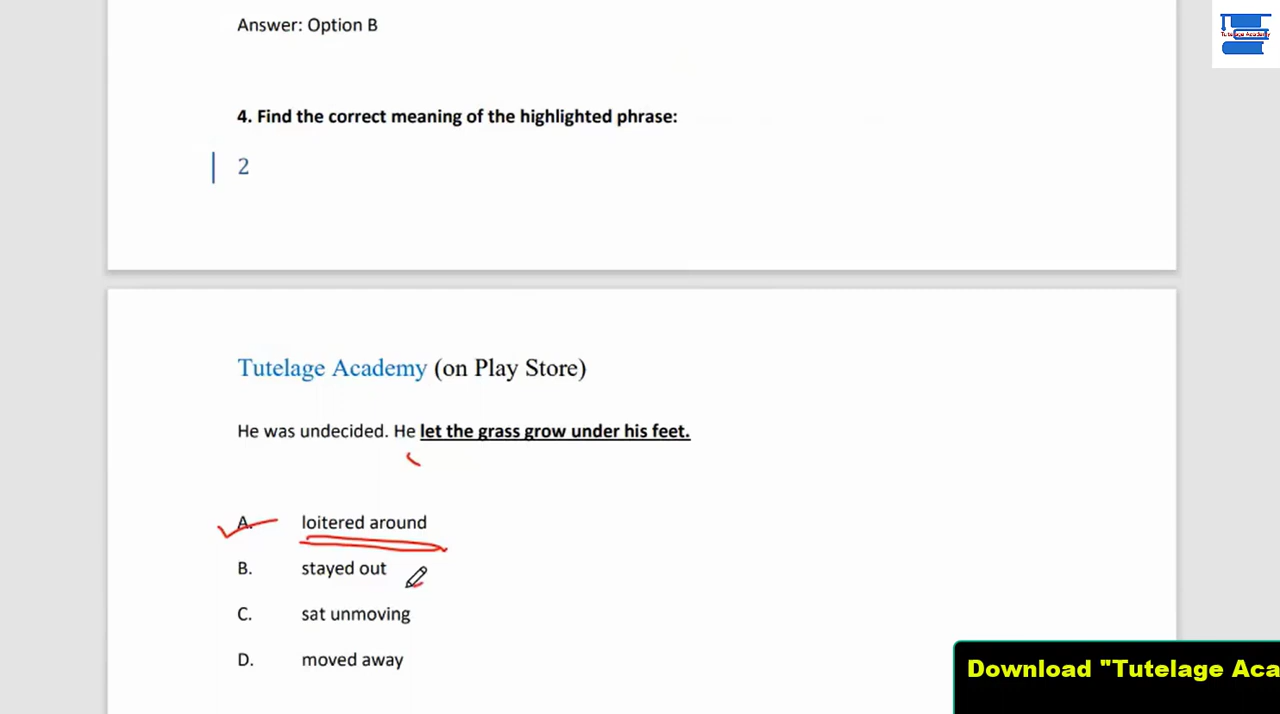 Answer: Option B
Tutelage Academy
4. Find the correct meaning of the highlighted phrase:
2
Tutelage Academy (on Play Store)
He was undecided. He let the grass grow under his feet.
A. loitered around
B. stayed out
C. sat unmoving
D. moved away
Download "Tutelage Aca